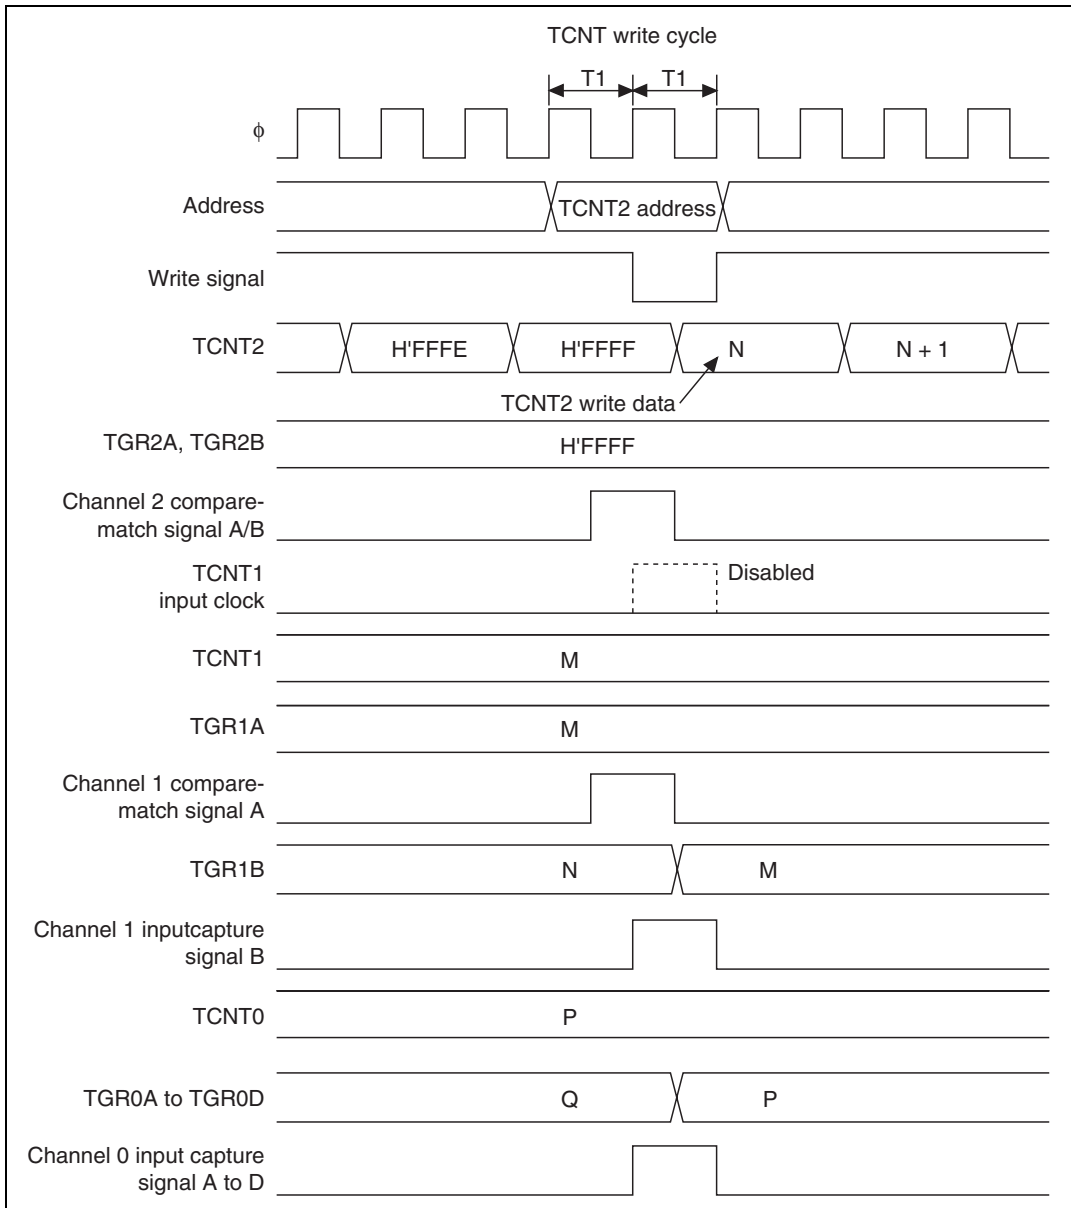 TCNT write cycle
T1 T1
ϕ
Address TCNT2 address
Write signal
TCNT2 H'FFFE H'FFFF N N + 1
TCNT2 write data
TGR2A, TGR2B H'FFFF
Channel 2 compare-
match signal A/B
TCNT1 Disabled
input clock
TCNT1 M
TGR1A M
Channel 1 compare-
match signal A
TGR1B N M
Channel 1 inputcapture
signal B
TCNT0 P
TGR0A to TGR0D Q P
Channel 0 input capture
signal A to D